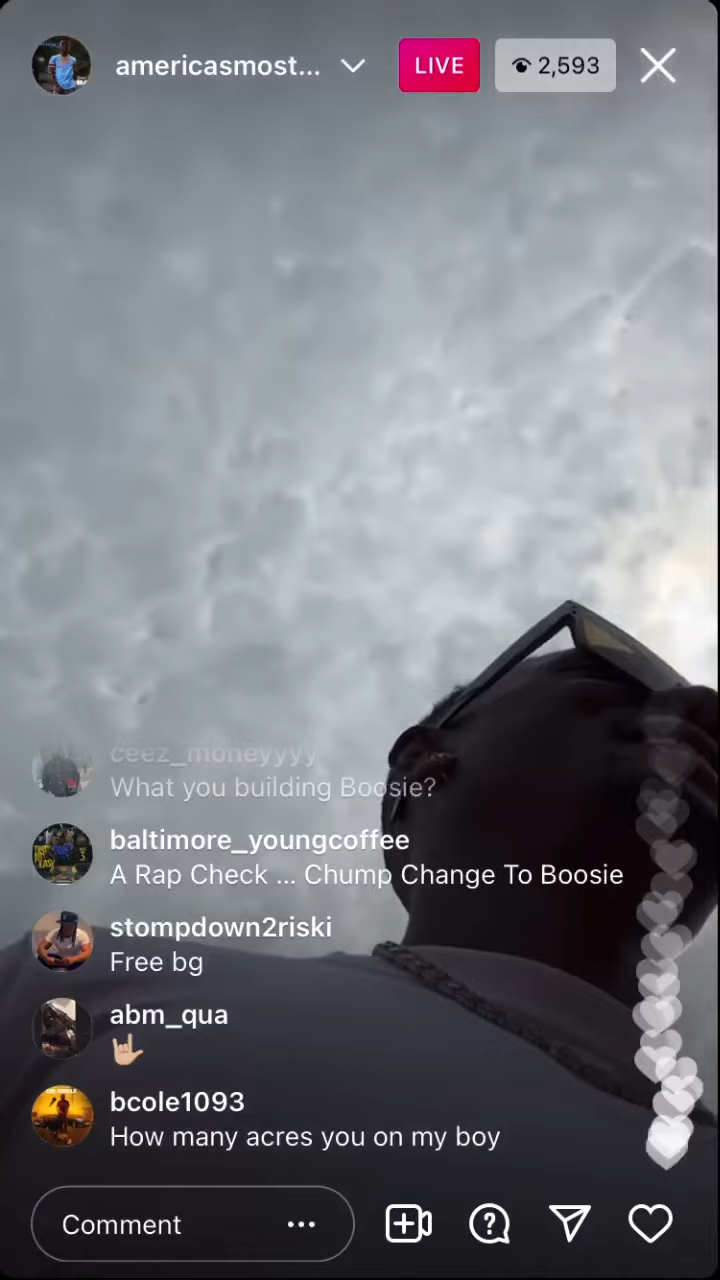 americasmost...
LIVE
2,593
ceez_moneyyyy
What you building Boosie?
baltimore_youngcoffee
A Rap Check ... Chump Change To Boosie
stompdown2riski
Free bg
abm_qua
🤟🏼
bcole1093
How many acres you on my boy
Comment